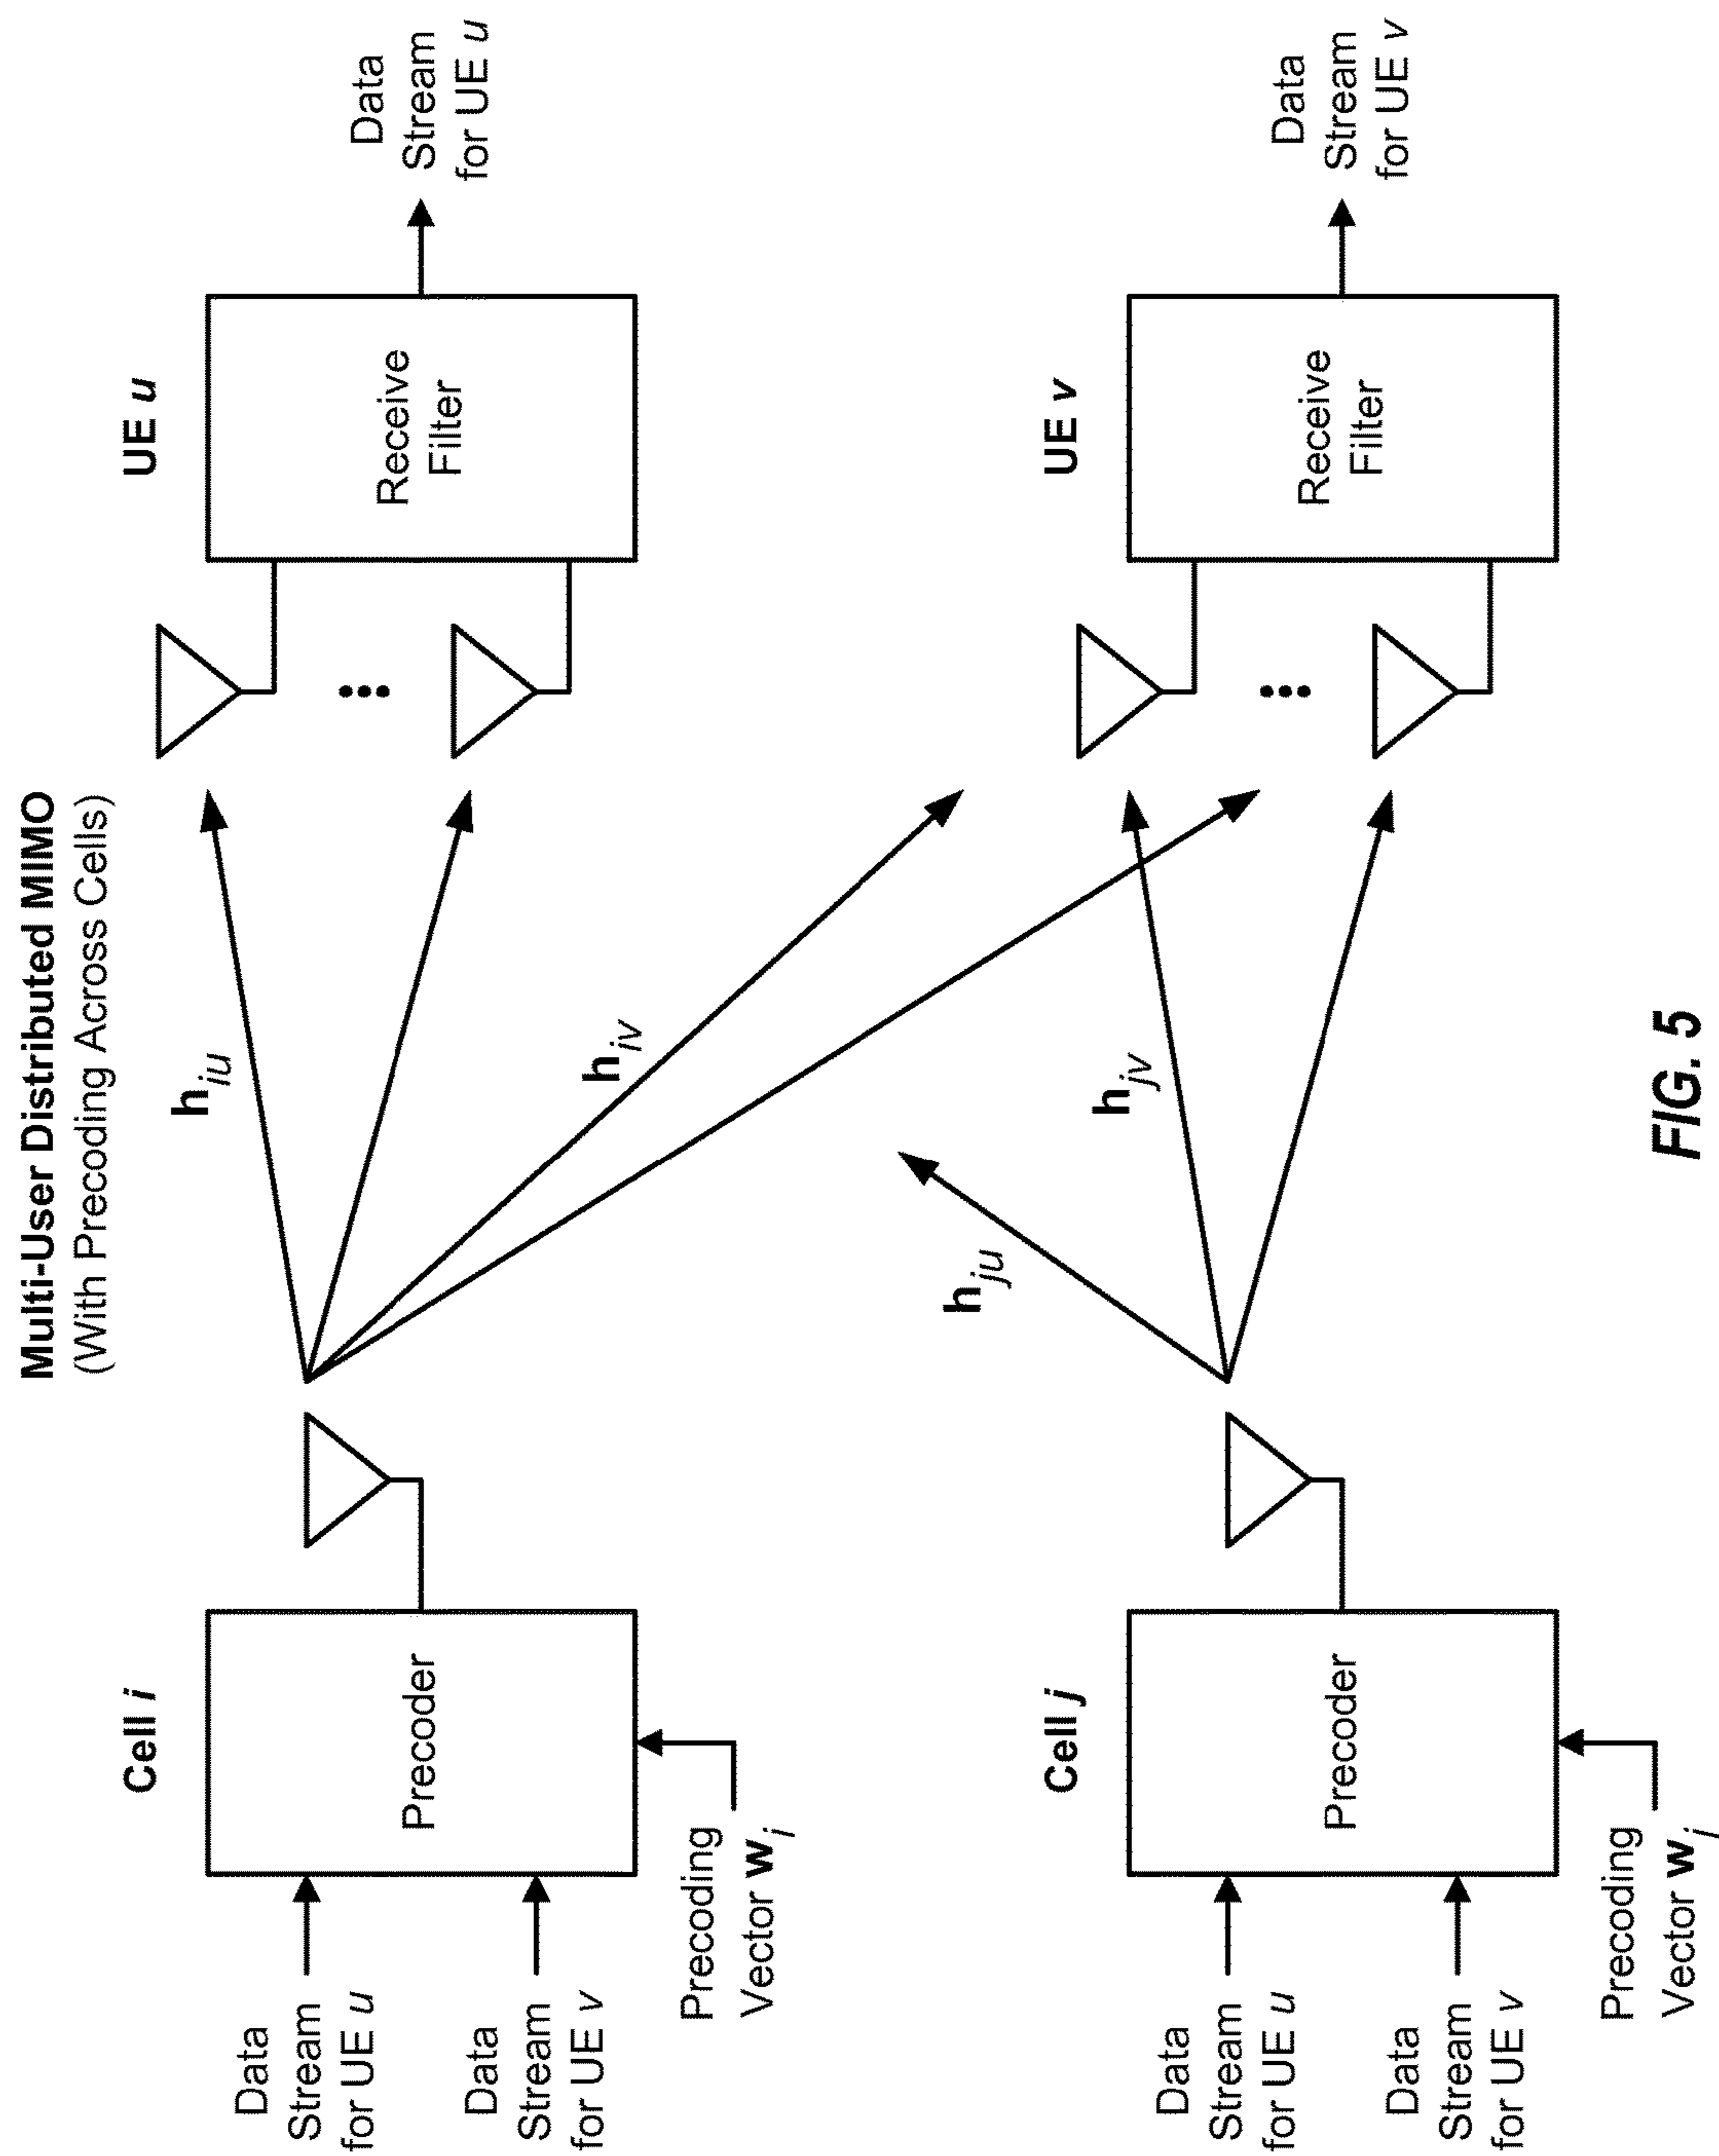 Multi-User Distributed MIMO
(With Precoding Across Cells)
Cell i
UE u
Data
Stream
for UE u
Data
Stream
for UE v
Precoder
Precoding
Vector w_i
h_iu
h_iv
Receive
Filter
Data
Stream
for UE u
Cell j
UE v
Data
Stream
for UE u
Data
Stream
for UE v
Precoder
Precoding
Vector w_j
h_ju
h_jv
Receive
Filter
Data
Stream
for UE v
FIG. 5